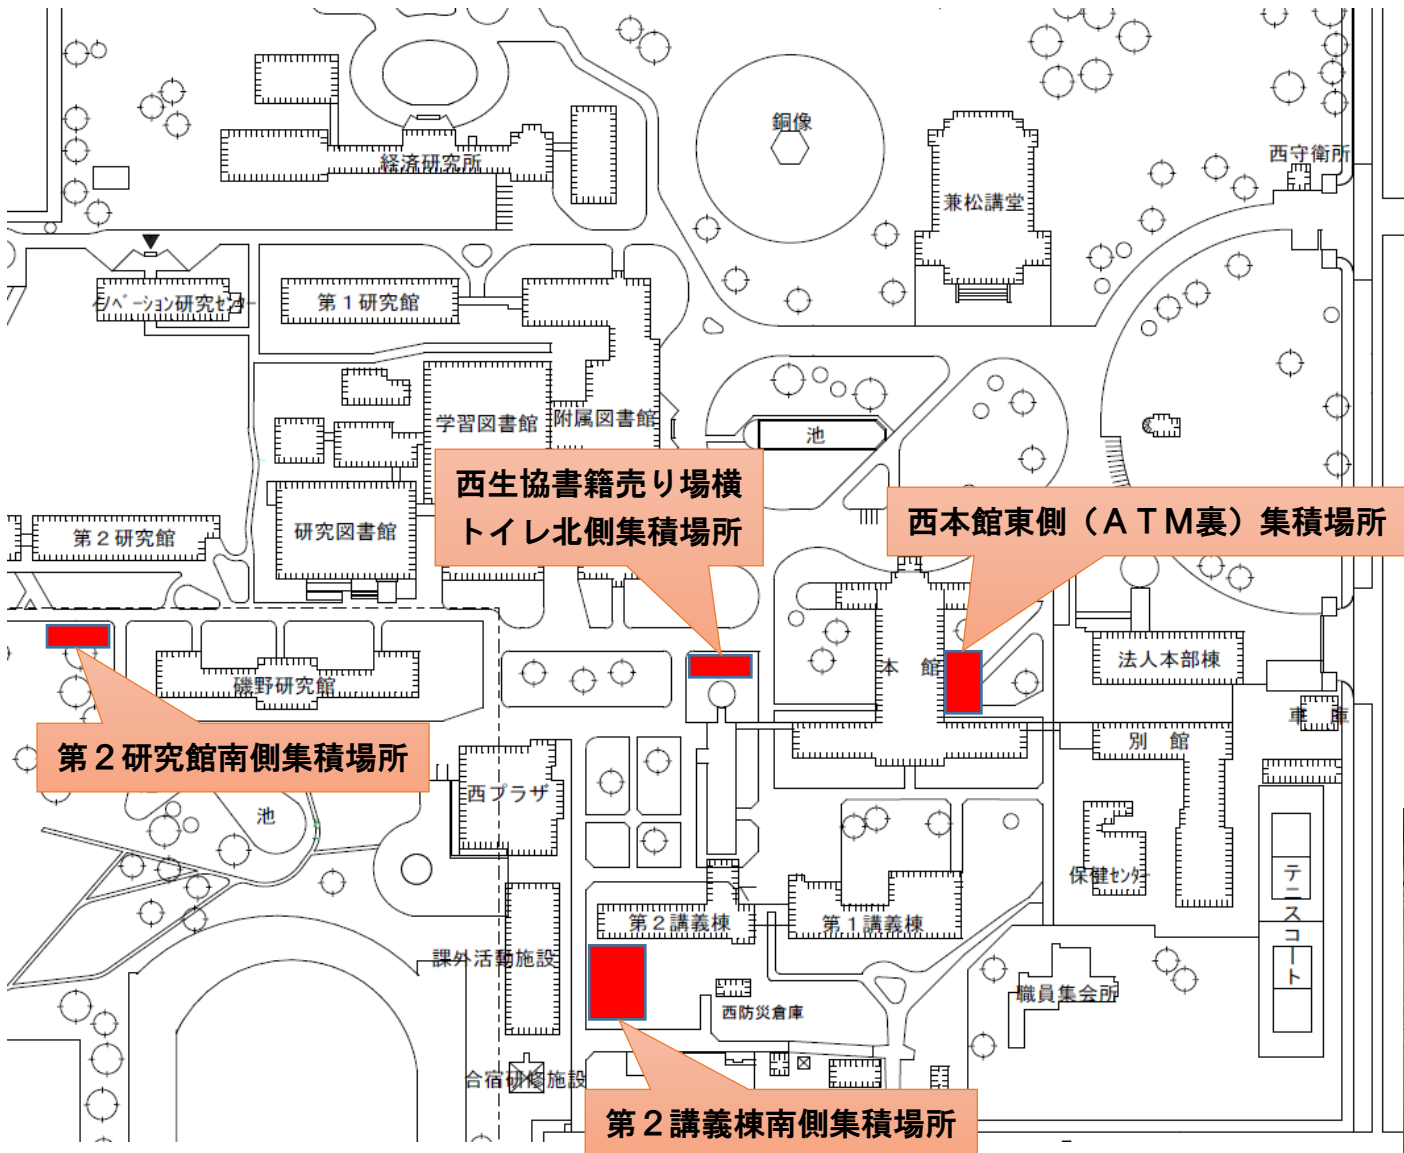 銅像
西守衛所
経済研究所
兼松講堂
イノベーション研究センター
第１研究館
学習図書館
附属図書館
池
西生協書籍売り場横
トイレ北側集積場所
西本館東側（ＡＴＭ裏）集積場所
第２研究館
研究図書館
本　館
法人本部棟
磯野研究館
車　庫
第２研究館南側集積場所
別　館
西プラザ
池
保健センター
テニスコート
第２講義棟
第１講義棟
課外活動施設
職員集会所
西防災倉庫
合宿研修施設
第２講義棟南側集積場所